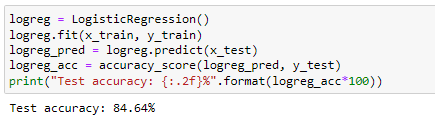 logreg = LogisticRegression()
logreg.fit(x_train, y_train)
logreg_pred = logreg.predict(x_test)
logreg_acc = accuracy_score(logreg_pred, y_test)
print("Test accuracy: {:.2f}%".format(logreg_acc*100))
Test accuracy: 84.64%